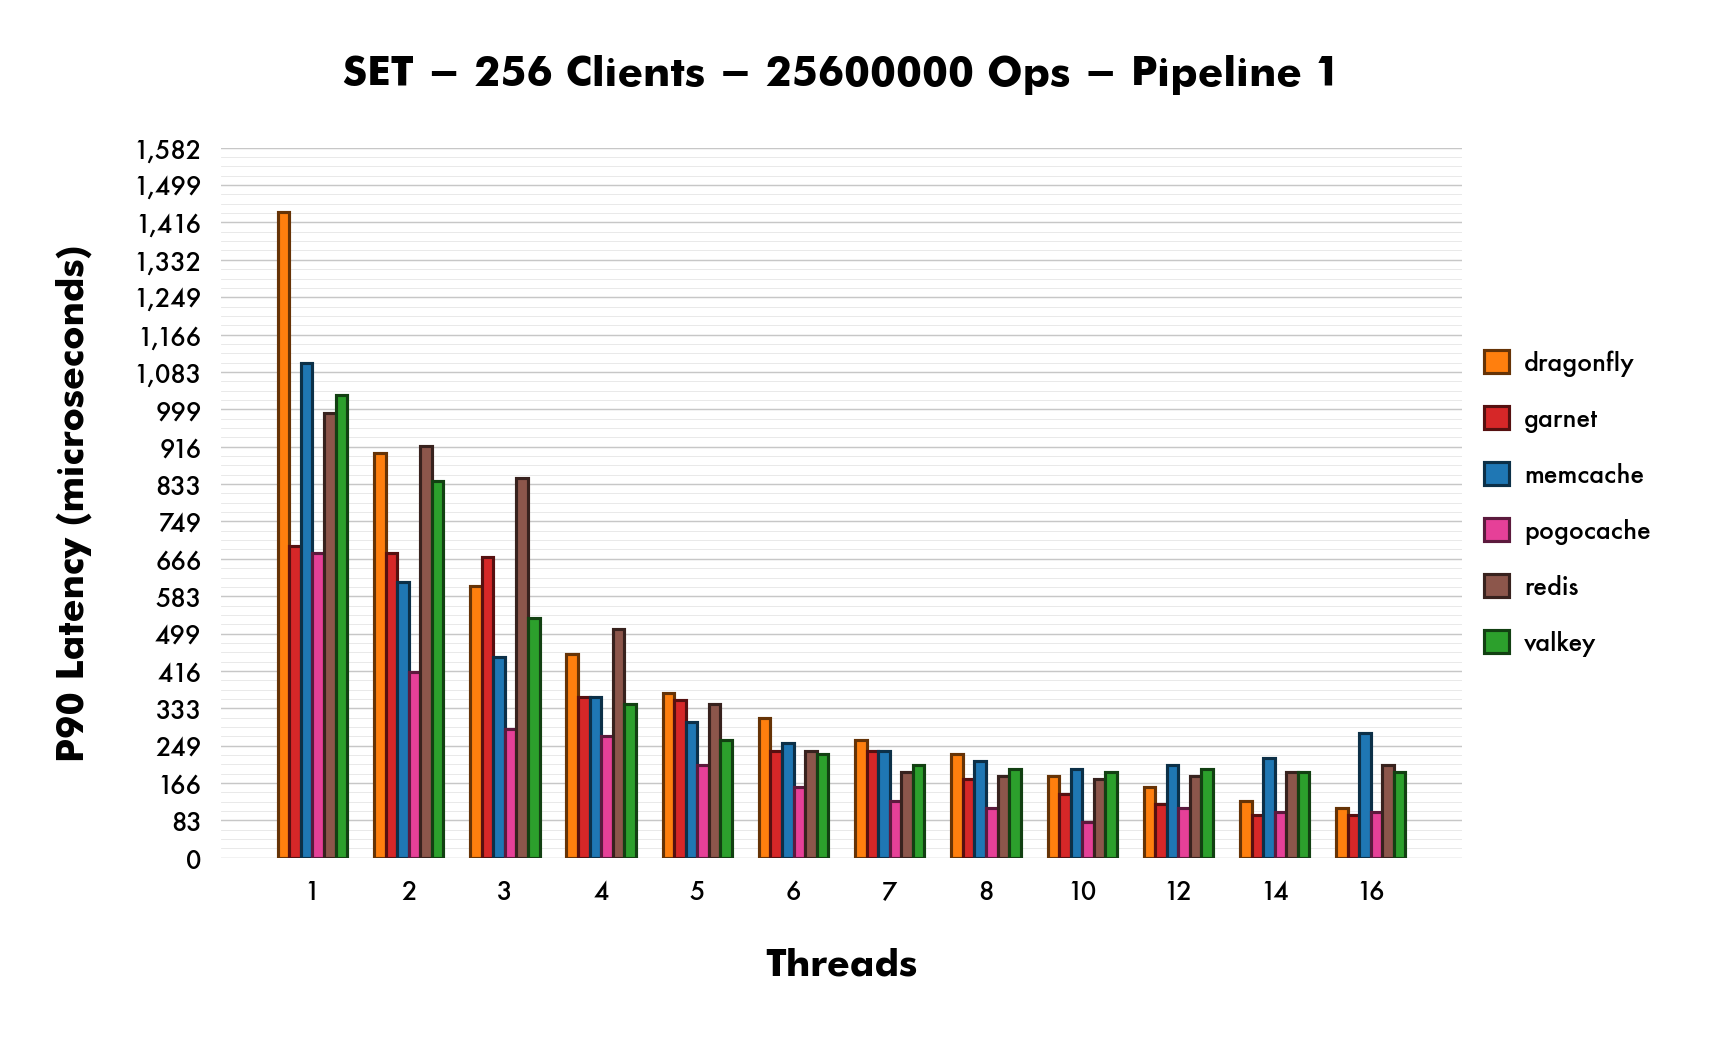 SET – 256 Clients – 25600000 Ops – Pipeline 1
P90 Latency (microseconds)
1,582
1,499
1,416
1,332
1,249
1,166
1,083
999
916
833
749
666
583
499
416
333
249
166
83
0
dragonfly
garnet
memcache
pogocache
redis
valkey
1 2 3 4 5 6 7 8 10 12 14 16
Threads